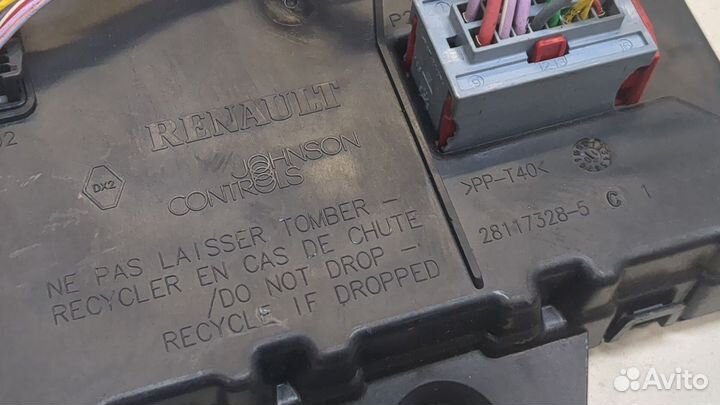 RENAULT
JOHNSON
CONTROLS
DX2
NE PAS LAISSER TOMBER -
RECYCLER EN CAS DE CHUTE
/DO NOT DROP -
RECYCLE IF DROPPED
>PP-T40<
28117328-5 C 1
Avito